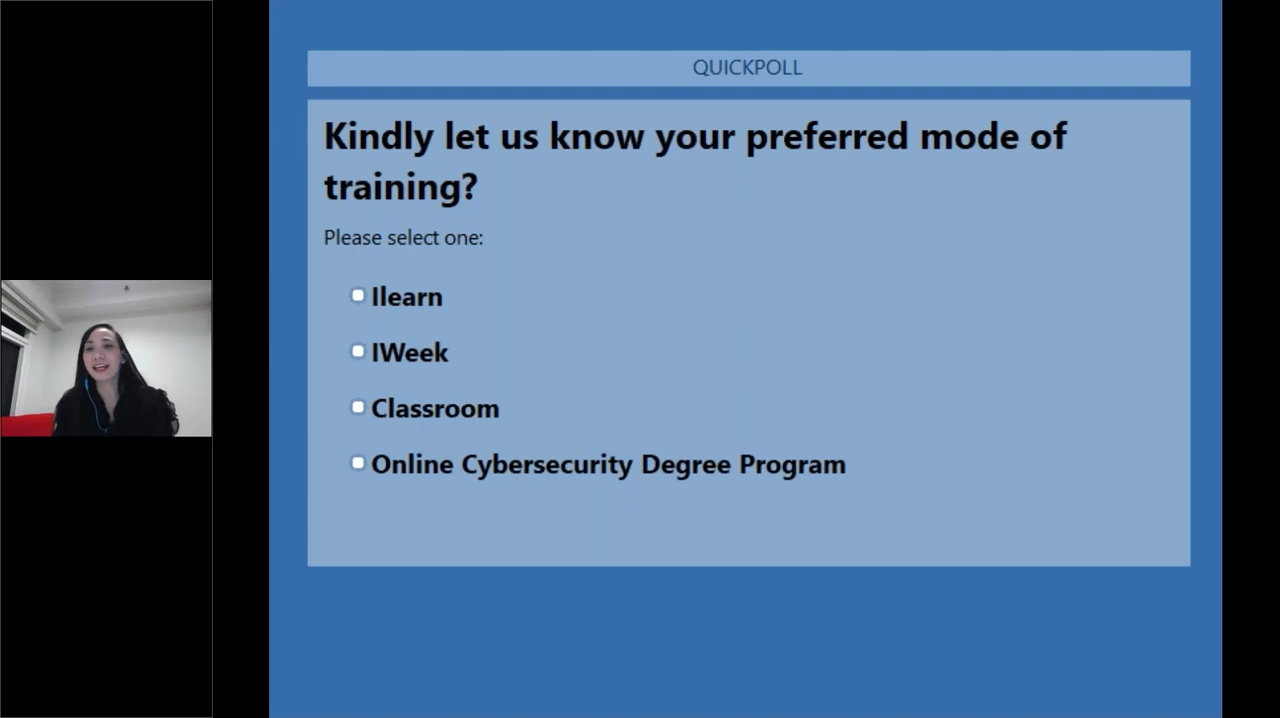 QUICKPOLL
Kindly let us know your preferred mode of
training?
Please select one:
Ilearn
IWeek
Classroom
Online Cybersecurity Degree Program